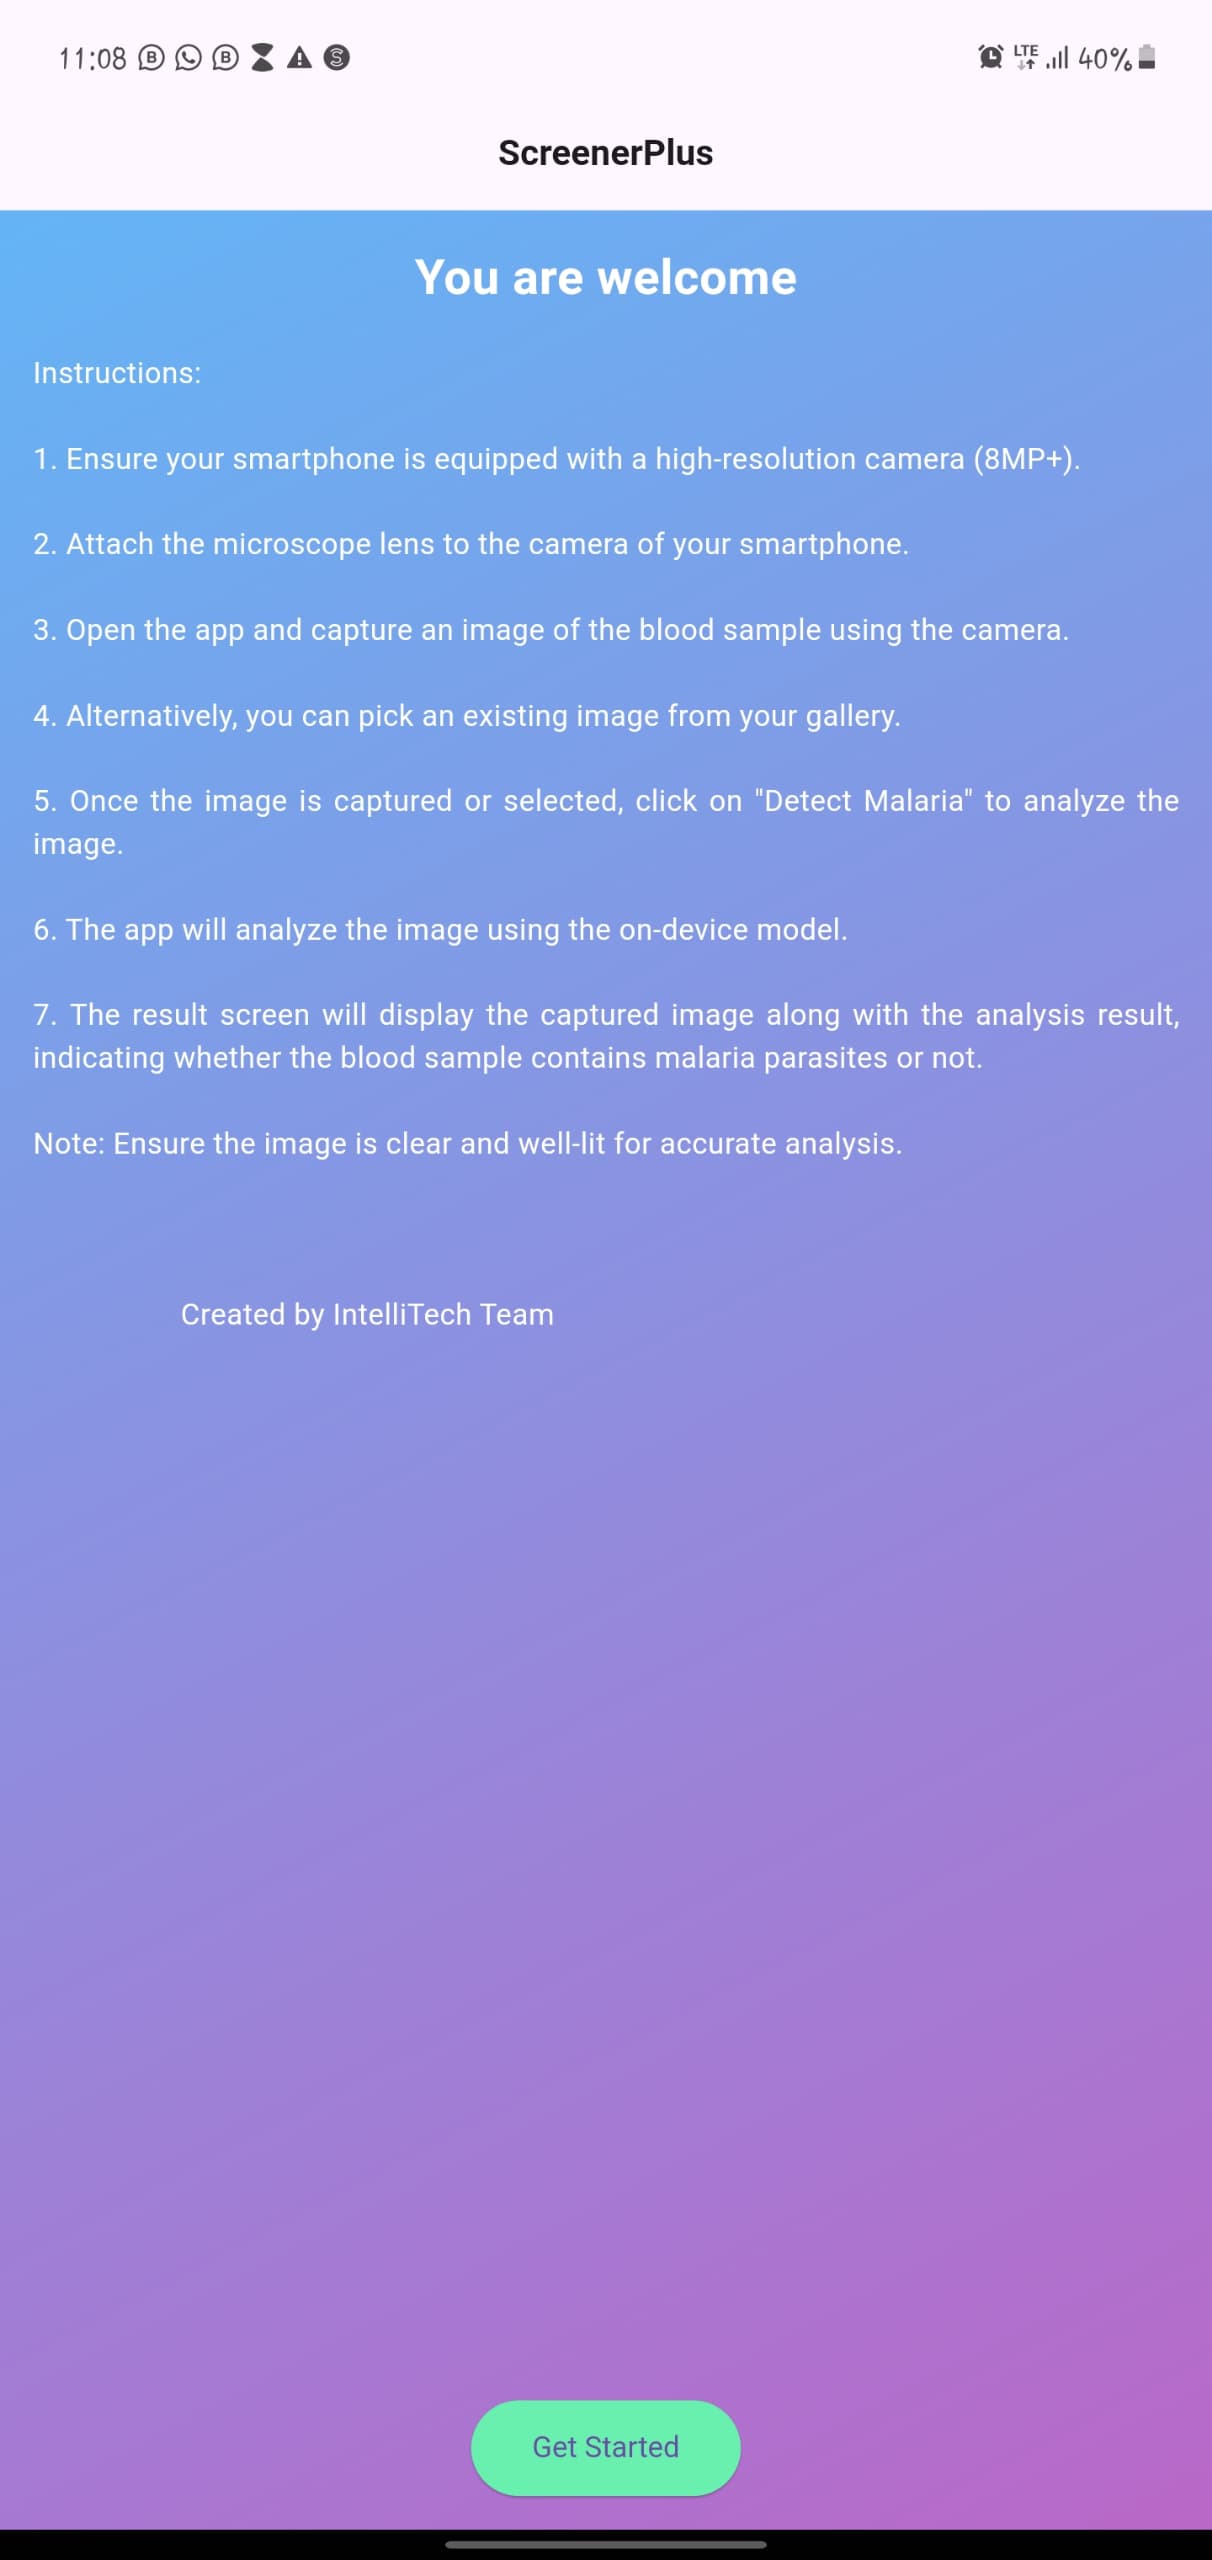 11:08
LTE
40%
ScreenerPlus
You are welcome
Instructions:
1. Ensure your smartphone is equipped with a high-resolution camera (8MP+).
2. Attach the microscope lens to the camera of your smartphone.
3. Open the app and capture an image of the blood sample using the camera.
4. Alternatively, you can pick an existing image from your gallery.
5. Once the image is captured or selected, click on "Detect Malaria" to analyze the
image.
6. The app will analyze the image using the on-device model.
7. The result screen will display the captured image along with the analysis result,
indicating whether the blood sample contains malaria parasites or not.
Note: Ensure the image is clear and well-lit for accurate analysis.
Created by IntelliTech Team
Get Started